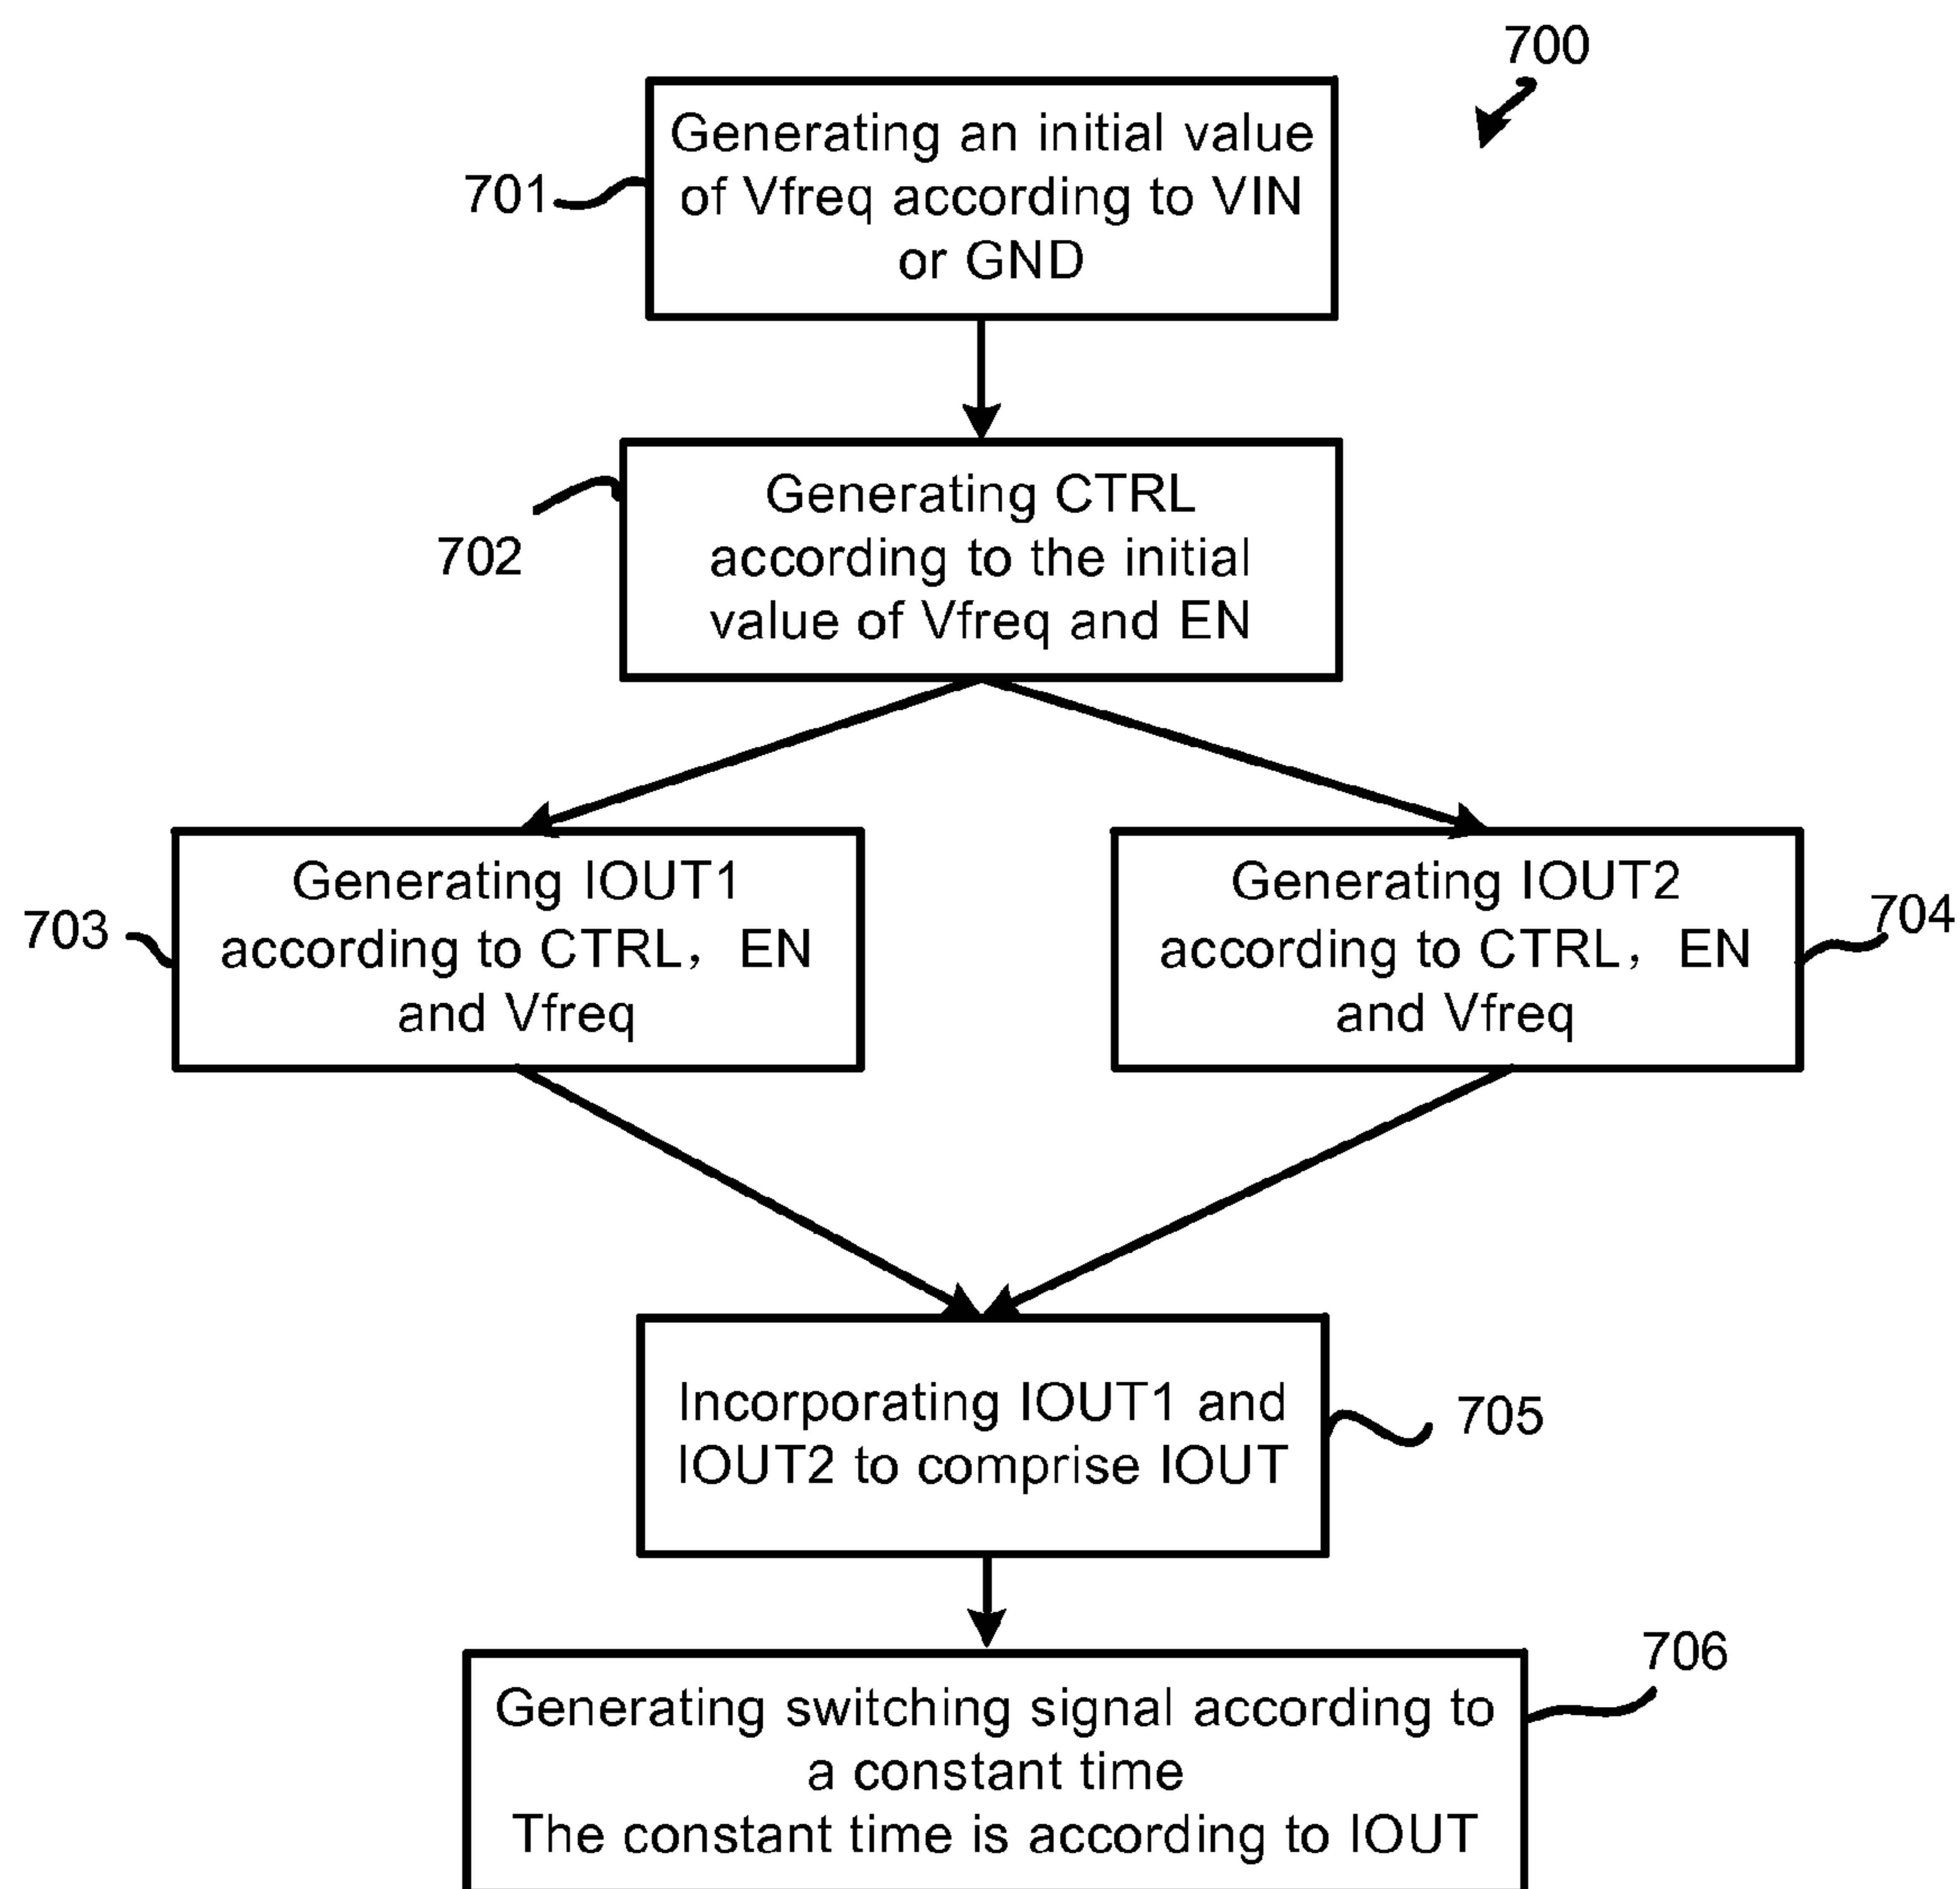 700
Generating an initial value
of Vfreq according to VIN
or GND
701
Generating CTRL
according to the initial
value of Vfreq and EN
702
Generating IOUT1
according to CTRL, EN
and Vfreq
703
Generating IOUT2
according to CTRL, EN
and Vfreq
704
Incorporating IOUT1 and
IOUT2 to comprise IOUT
705
Generating switching signal according to
a constant time
The constant time is according to IOUT
706